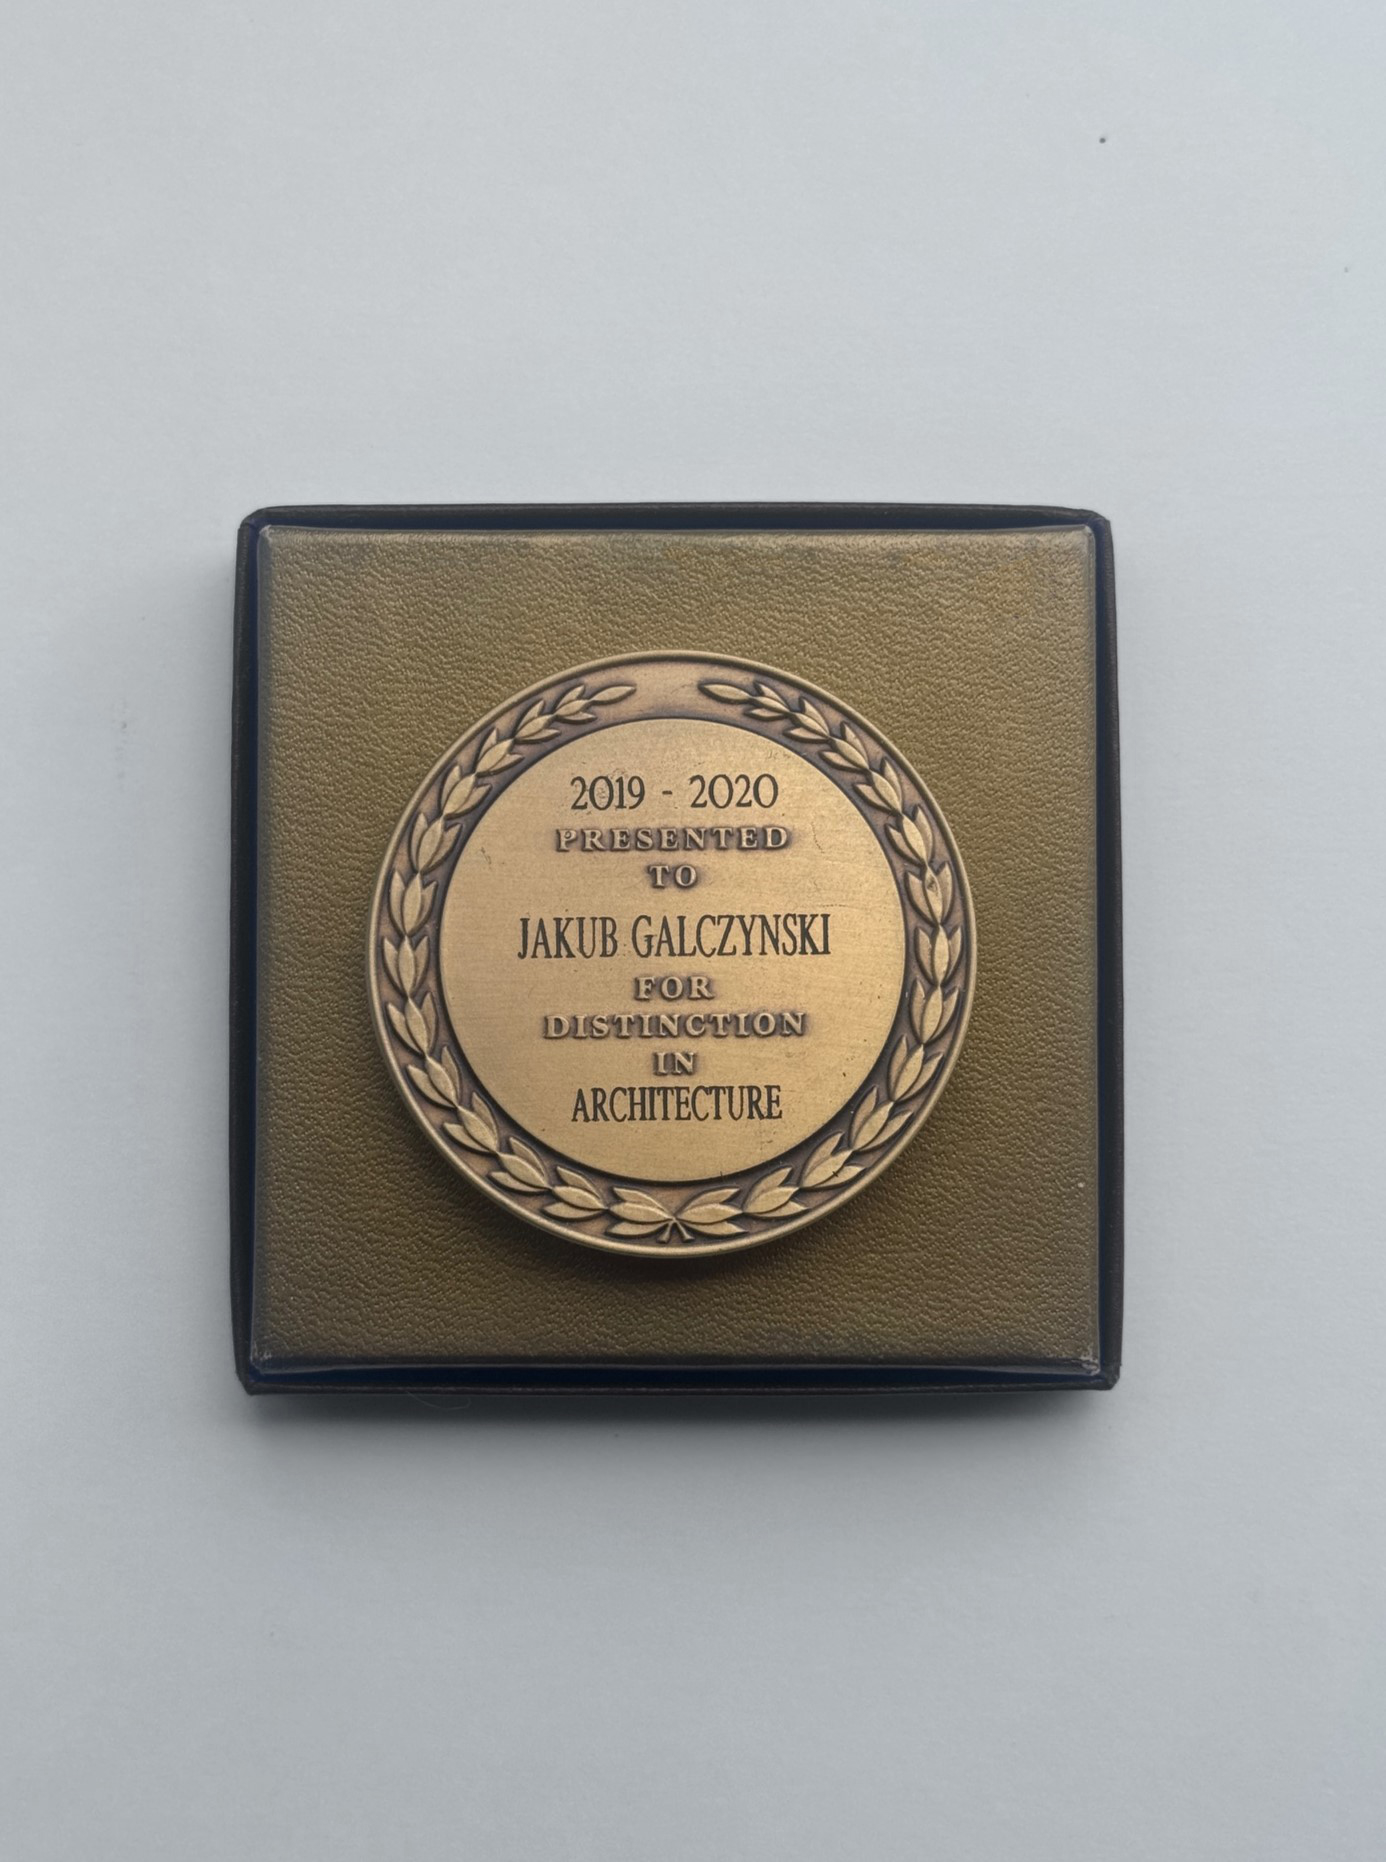 2019 - 2020
PRESENTED
TO
JAKUB GALCZYNSKI
FOR
DISTINCTION
IN
ARCHITECTURE